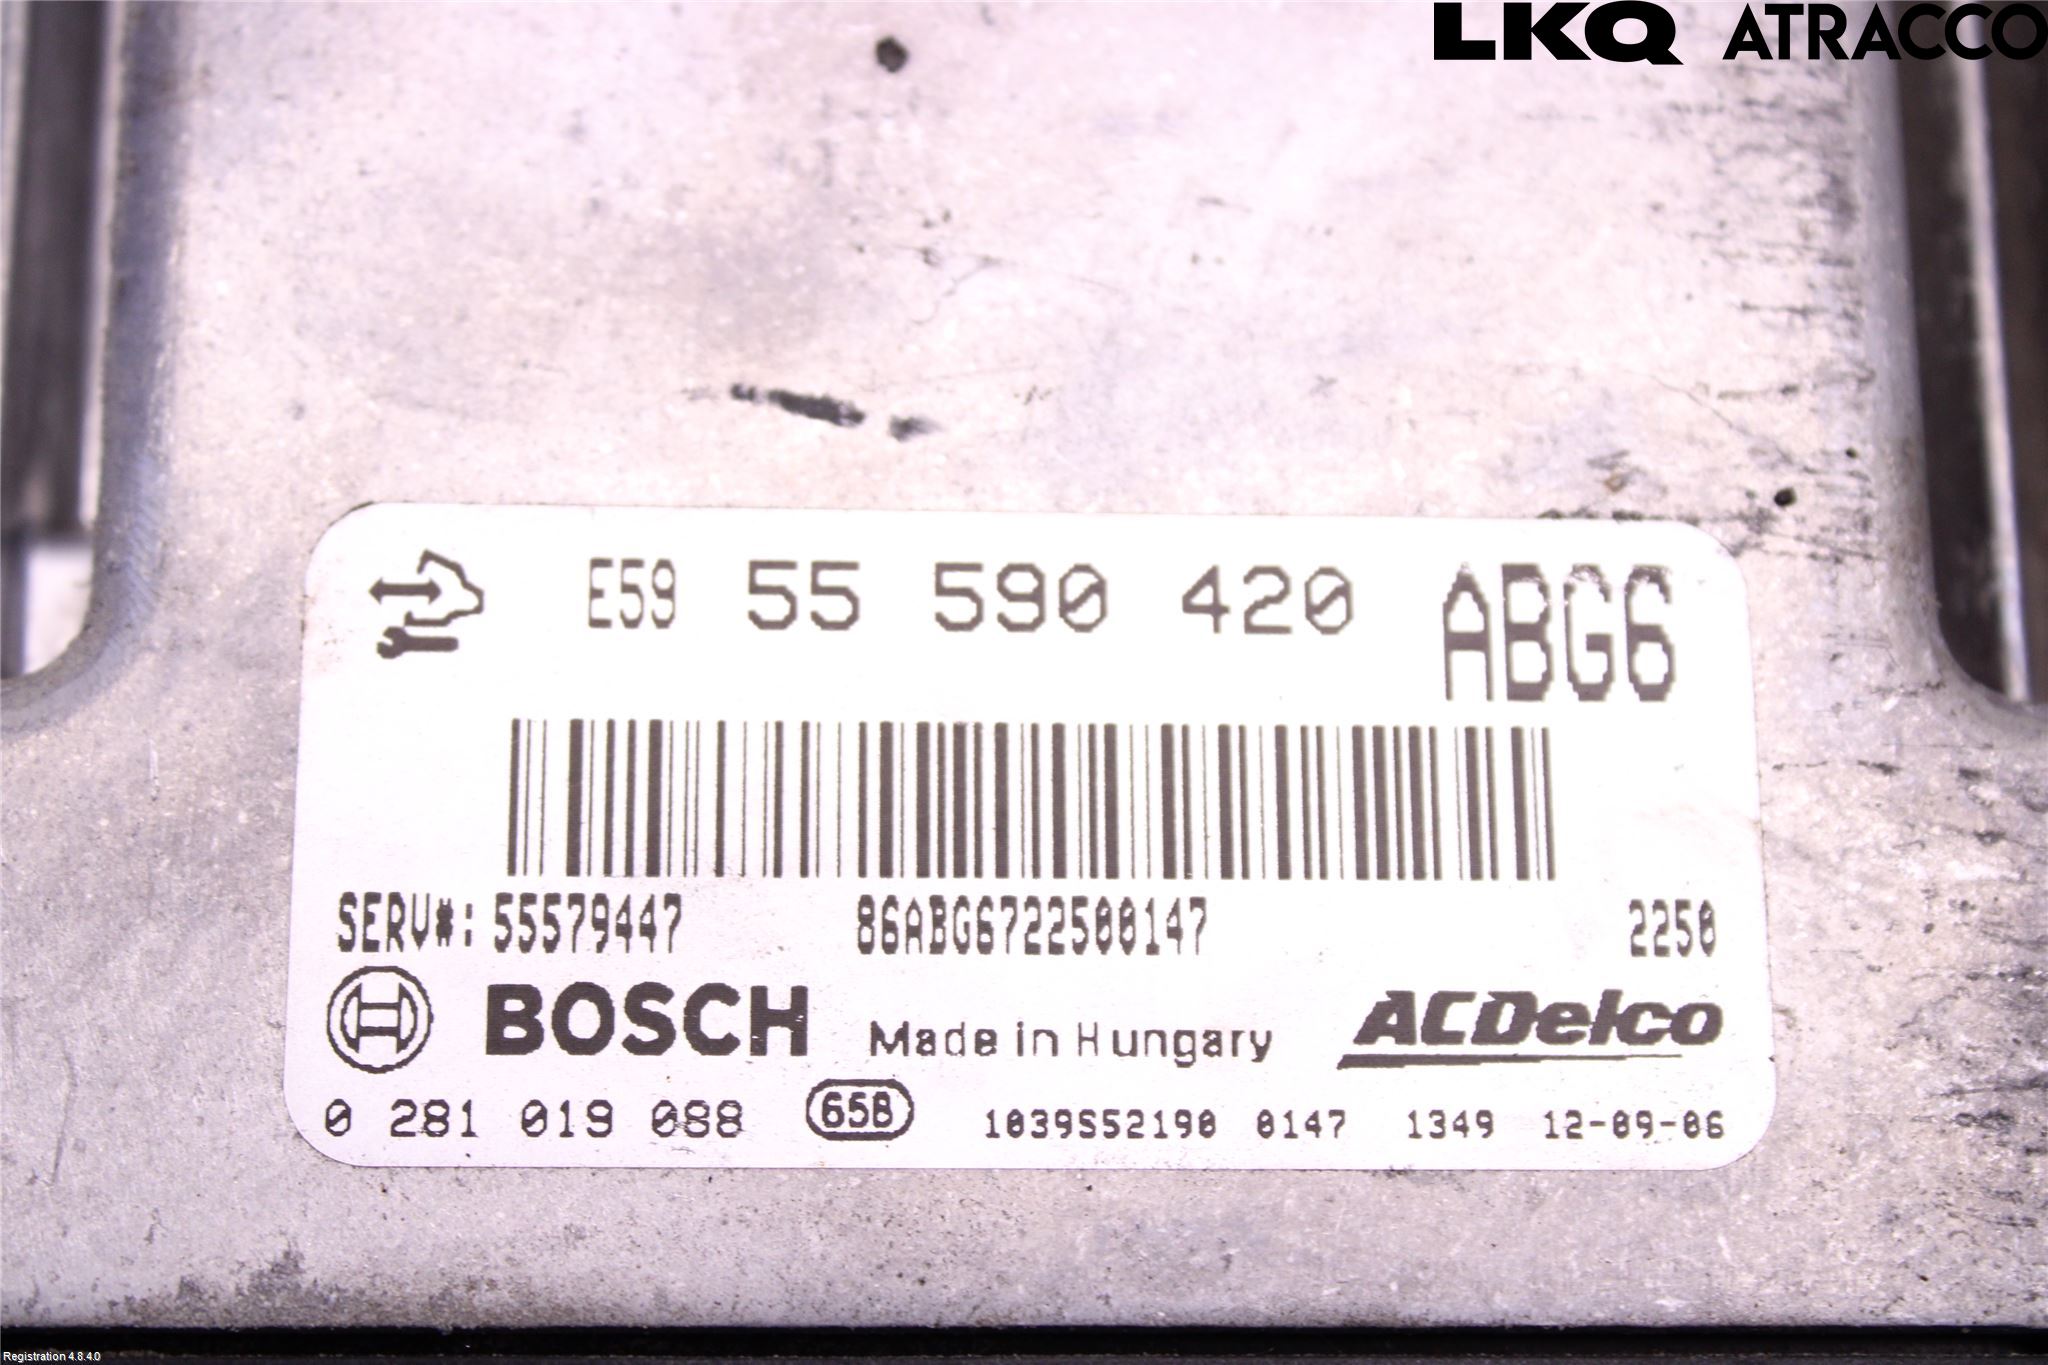 LKQ ATRACCO
E59 55 590 420 ABG6
SERV#: 55579447 86ABG6722500147 2250
BOSCH Made in Hungary ACDelco
0 281 019 088 65B 1039S52190 0147 1349 12-09-06
Registration 4.8.4.0